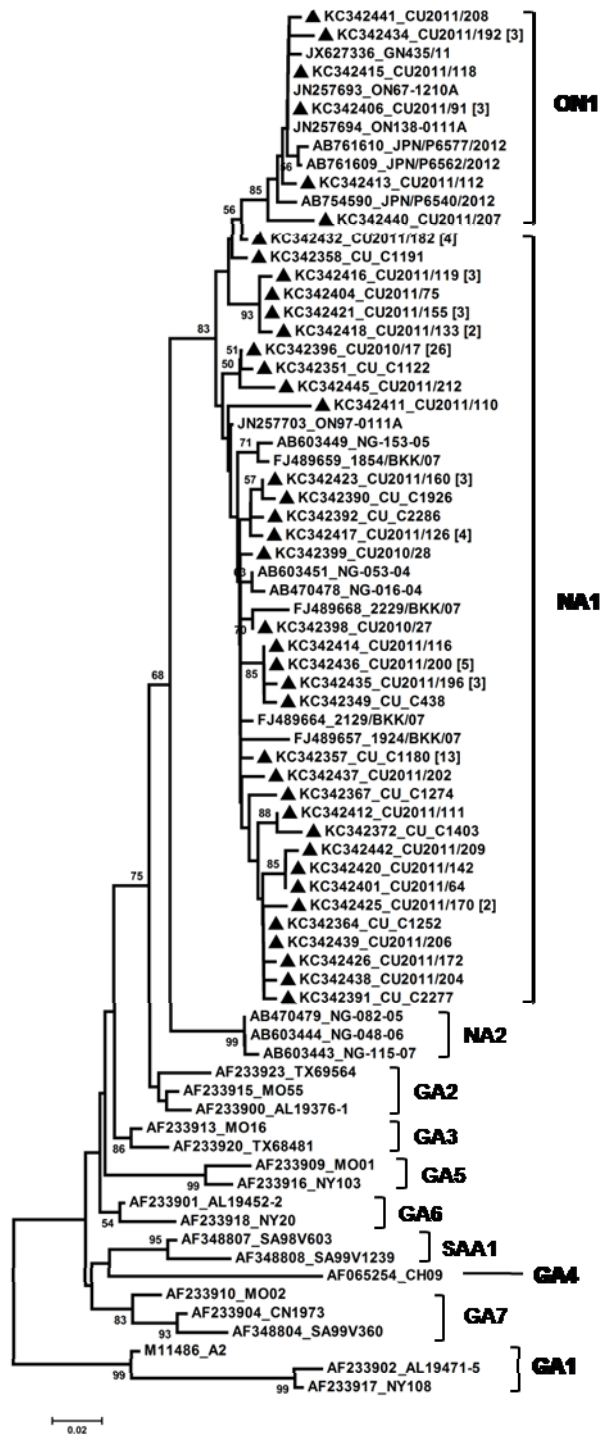 KC342441_CU2011/208
KC342434_CU2011/192 [3]
JX627336_GN435/11
KC342415_CU2011/118
JN257693_ON67-1210A
KC342406_CU2011/91 [3]
JN257694_ON138-0111A
AB761610_JPN/P6577/2012
AB761609_JPN/P6562/2012
KC342413_CU2011/112
AB754590_JPN/P6540/2012
KC342440_CU2011/207
ON1
85
56
KC342432_CU2011/182 [4]
KC342358_CU_C1191
KC342416_CU2011/119 [3]
KC342404_CU2011/75
KC342421_CU2011/155 [3]
93
KC342418_CU2011/133 [2]
83
51
KC342396_CU2010/17 [26]
50
KC342351_CU_C1122
KC342445_CU2011/212
KC342411_CU2011/110
JN257703_ON97-0111A
71
AB603449_NG-153-05
FJ489659_1854/BKK/07
57
KC342423_CU2011/160 [3]
KC342390_CU_C1926
KC342392_CU_C2286
KC342417_CU2011/126 [4]
KC342399_CU2010/28
AB603451_NG-053-04
AB470478_NG-016-04
FJ489668_2229/BKK/07
70
KC342398_CU2010/27
NA1
KC342414_CU2011/116
KC342436_CU2011/200 [5]
85
KC342435_CU2011/196 [3]
KC342349_CU_C438
68
FJ489664_2129/BKK/07
FJ489657_1924/BKK/07
KC342357_CU_C1180 [13]
KC342437_CU2011/202
KC342367_CU_C1274
88
KC342412_CU2011/111
KC342372_CU_C1403
KC342442_CU2011/209
85
KC342420_CU2011/142
KC342401_CU2011/64
75
KC342425_CU2011/170 [2]
KC342364_CU_C1252
KC342439_CU2011/206
KC342426_CU2011/172
KC342438_CU2011/204
KC342391_CU_C2277
AB470479_NG-082-05
AB603444_NG-048-06
99
AB603443_NG-115-07
NA2
AF233923_TX69564
AF233915_MO55
AF233900_AL19376-1
GA2
AF233913_MO16
86
AF233920_TX68481
GA3
AF233909_MO01
99
AF233916_NY103
GA5
AF233901_AL19452-2
54
AF233918_NY20
GA6
95
AF348807_SA98V603
AF348808_SA99V1239
SAA1
AF065254_CH09
GA4
AF233910_MO02
83
AF233904_CN1973
93
AF348804_SA99V360
GA7
M11486_A2
99
AF233902_AL19471-5
99
AF233917_NY108
GA1
0.02